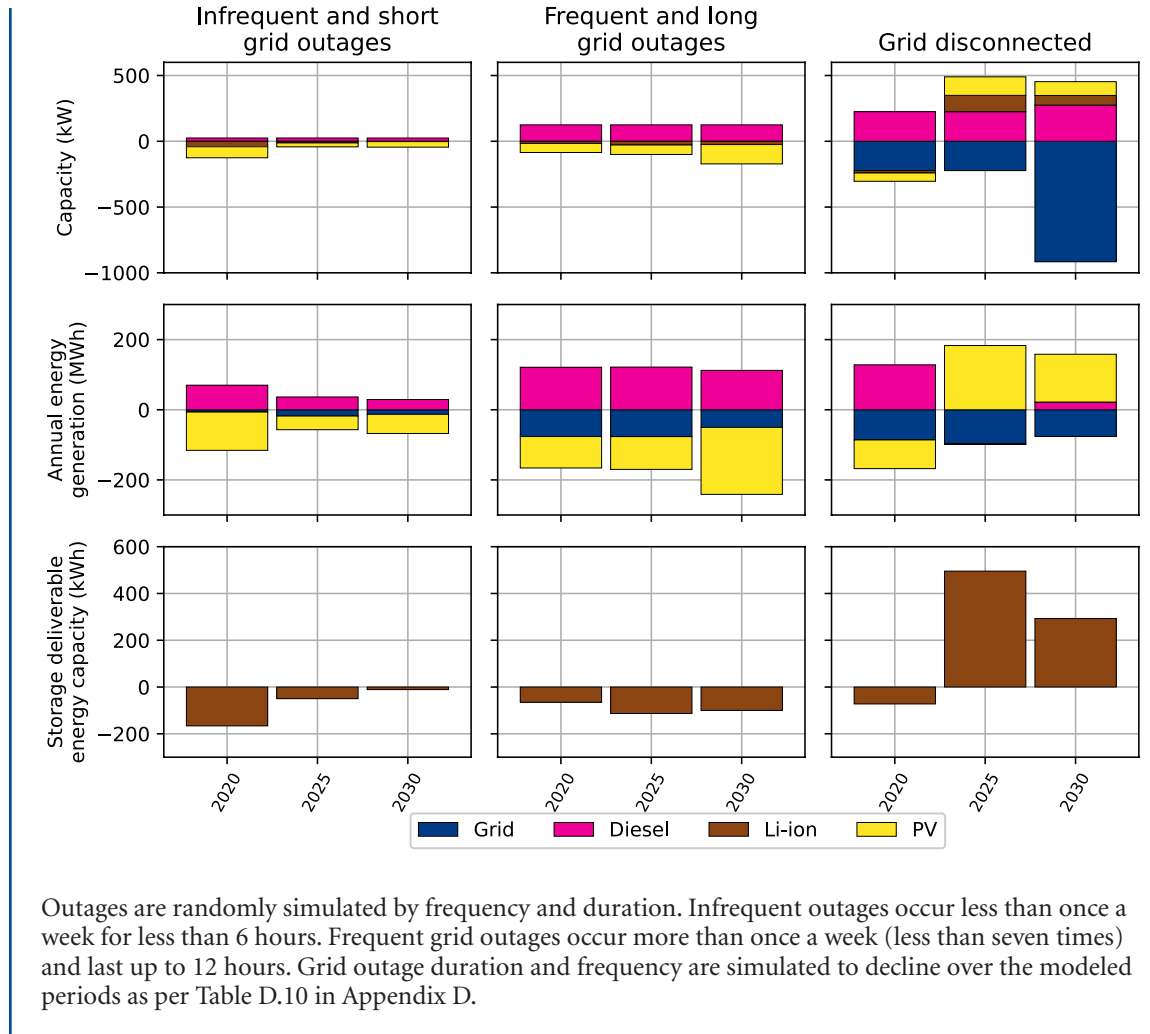 Infrequent and short
grid outages
Frequent and long
grid outages
Grid disconnected
Capacity (kW)
500
0
−500
−1000
Annual energy
generation (MWh)
200
0
−200
Storage deliverable
energy capacity (kWh)
600
400
200
0
−200
2020
2025
2030
2020
2025
2030
2020
2025
2030
Grid
Diesel
Li-ion
PV
Outages are randomly simulated by frequency and duration. Infrequent outages occur less than once a
week for less than 6 hours. Frequent grid outages occur more than once a week (less than seven times)
and last up to 12 hours. Grid outage duration and frequency are simulated to decline over the modeled
periods as per Table D.10 in Appendix D.